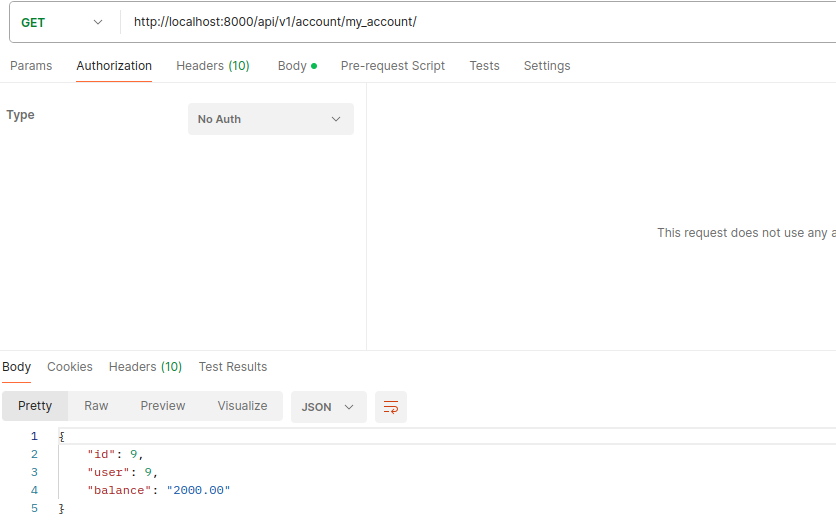 GET http://localhost:8000/api/v1/account/my_account/
Params Authorization Headers (10) Body Pre-request Script Tests Settings
Type No Auth
This request does not use any a
Body Cookies Headers (10) Test Results
Pretty Raw Preview Visualize JSON
1 {
2 "id": 9,
3 "user": 9,
4 "balance": "2000.00"
5 }